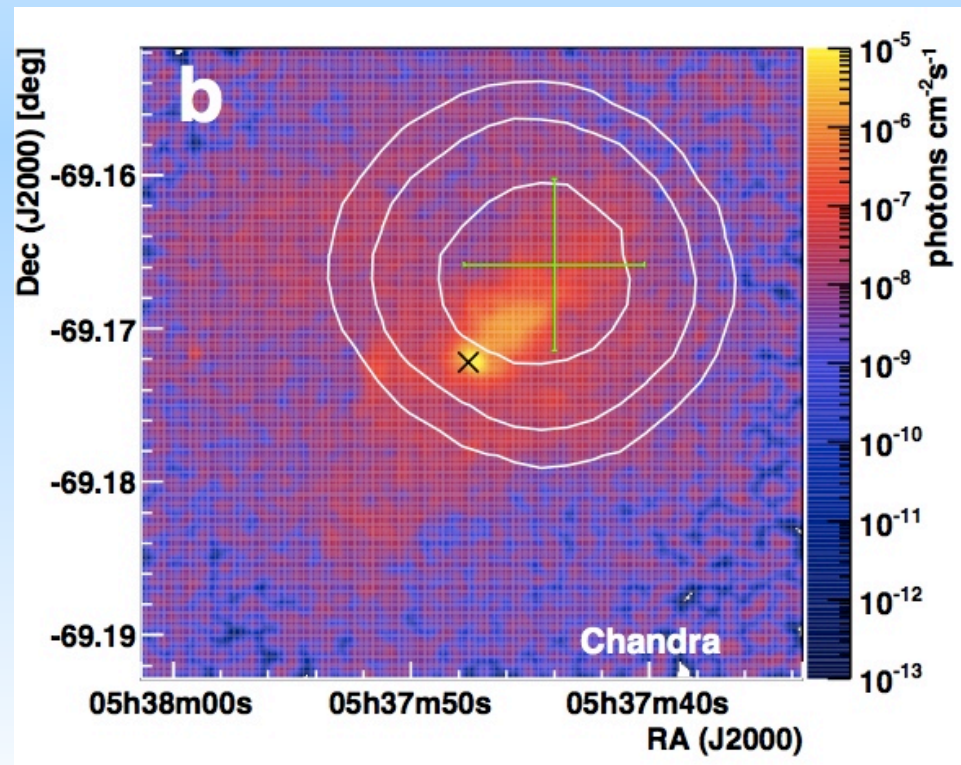 b
Dec (J2000) [deg]
-69.16
-69.17
-69.18
-69.19
Chandra
05h38m00s
05h37m50s
05h37m40s
RA (J2000)
10⁻⁵
10⁻⁶
10⁻⁷
10⁻⁸
10⁻⁹
10⁻¹⁰
10⁻¹¹
10⁻¹²
10⁻¹³
photons cm⁻²s⁻¹